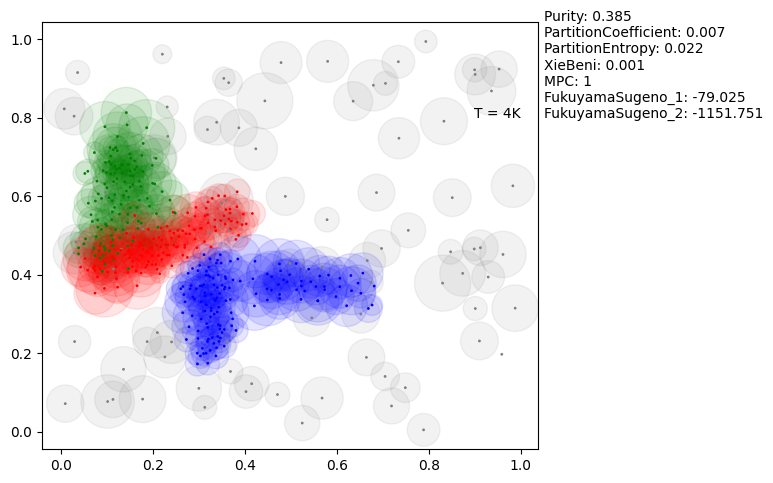 Purity: 0.385
PartitionCoefficient: 0.007
PartitionEntropy: 0.022
XieBeni: 0.001
MPC: 1
FukuyamaSugeno_1: -79.025
FukuyamaSugeno_2: -1151.751
T = 4K
1.0
0.8
0.6
0.4
0.2
0.0
0.0 0.2 0.4 0.6 0.8 1.0